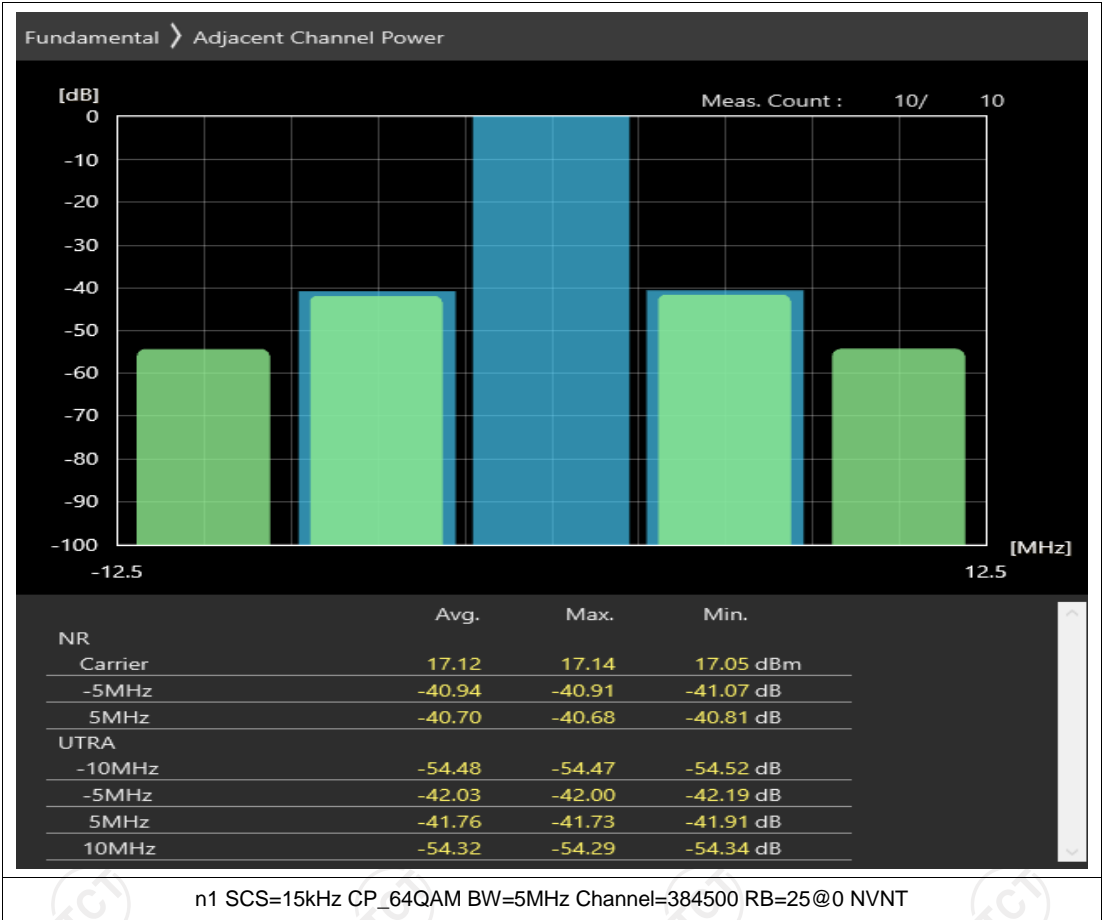 Fundamental ❯ Adjacent Channel Power
[dB]
Meas. Count : 10/ 10
0
-10
-20
-30
-40
-50
-60
-70
-80
-90
-100
[MHz]
-12.5 12.5
Avg. Max. Min.
NR
Carrier 17.12 17.14 17.05 dBm
-5MHz -40.94 -40.91 -41.07 dB
5MHz -40.70 -40.68 -40.81 dB
UTRA
-10MHz -54.48 -54.47 -54.52 dB
-5MHz -42.03 -42.00 -42.19 dB
5MHz -41.76 -41.73 -41.91 dB
10MHz -54.32 -54.29 -54.34 dB
n1 SCS=15kHz CP_64QAM BW=5MHz Channel=384500 RB=25@0 NVNT
TCT TCT TCT TCT